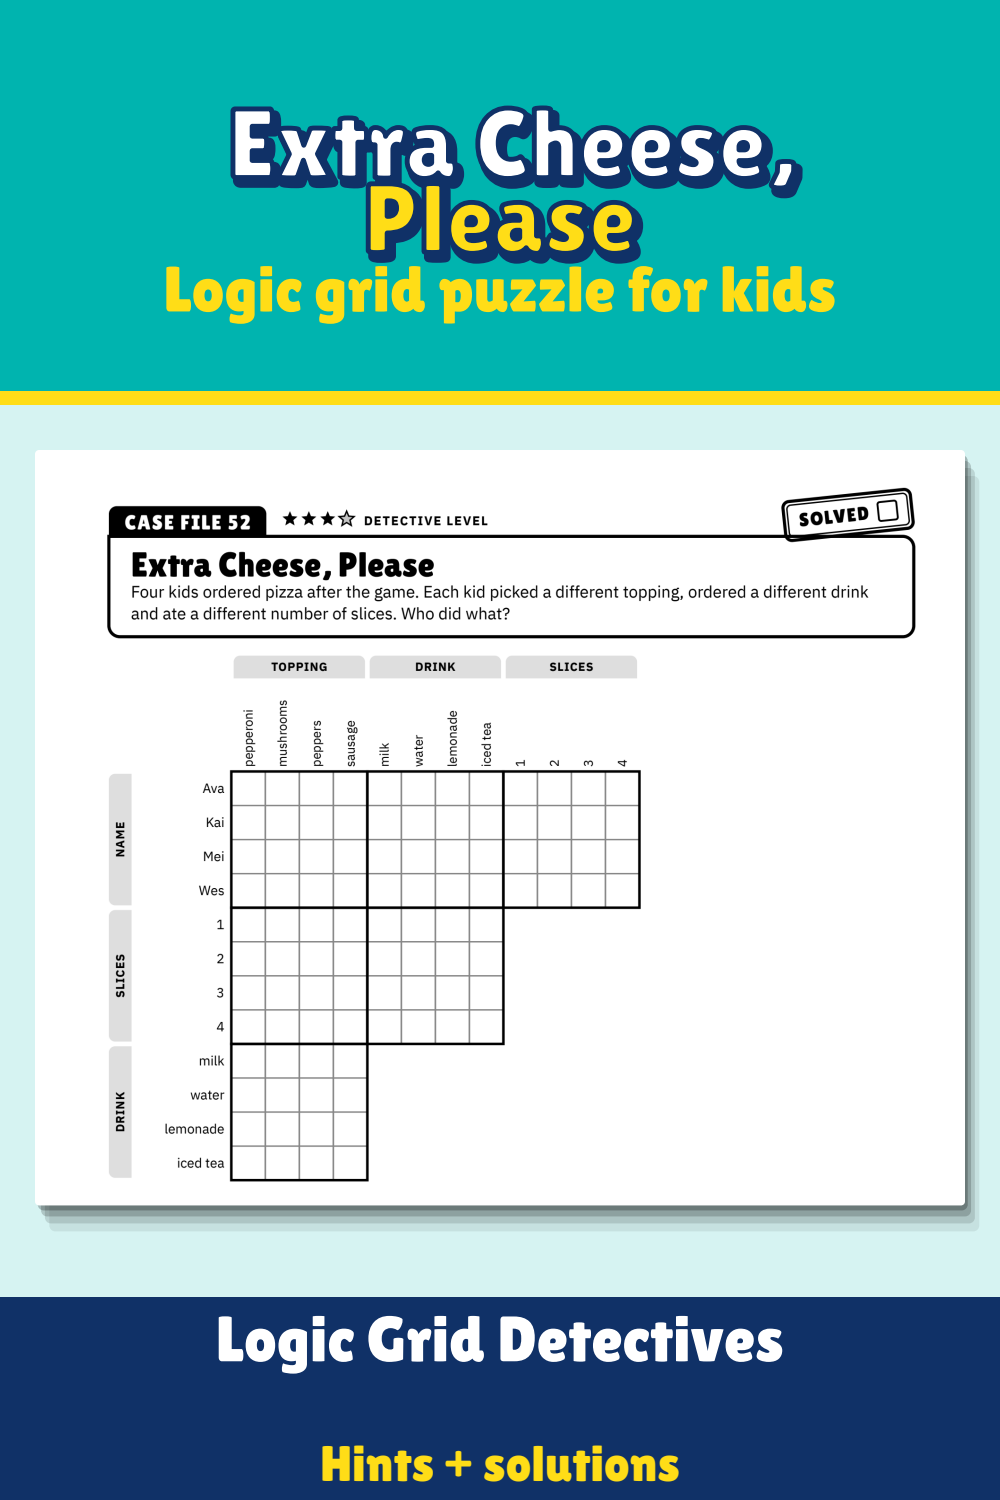 Extra Cheese,
Please
Logic grid puzzle for kids
CASE FILE 52
DETECTIVE LEVEL
SOLVED
Extra Cheese, Please
Four kids ordered pizza after the game. Each kid picked a different topping, ordered a different drink
and ate a different number of slices. Who did what?
TOPPING DRINK SLICES
pepperoni mushrooms peppers sausage milk water lemonade iced tea 1 2 3 4
NAME
Ava
Kai
Mei
Wes
SLICES
1
2
3
4
DRINK
milk
water
lemonade
iced tea
Logic Grid Detectives
Hints + solutions